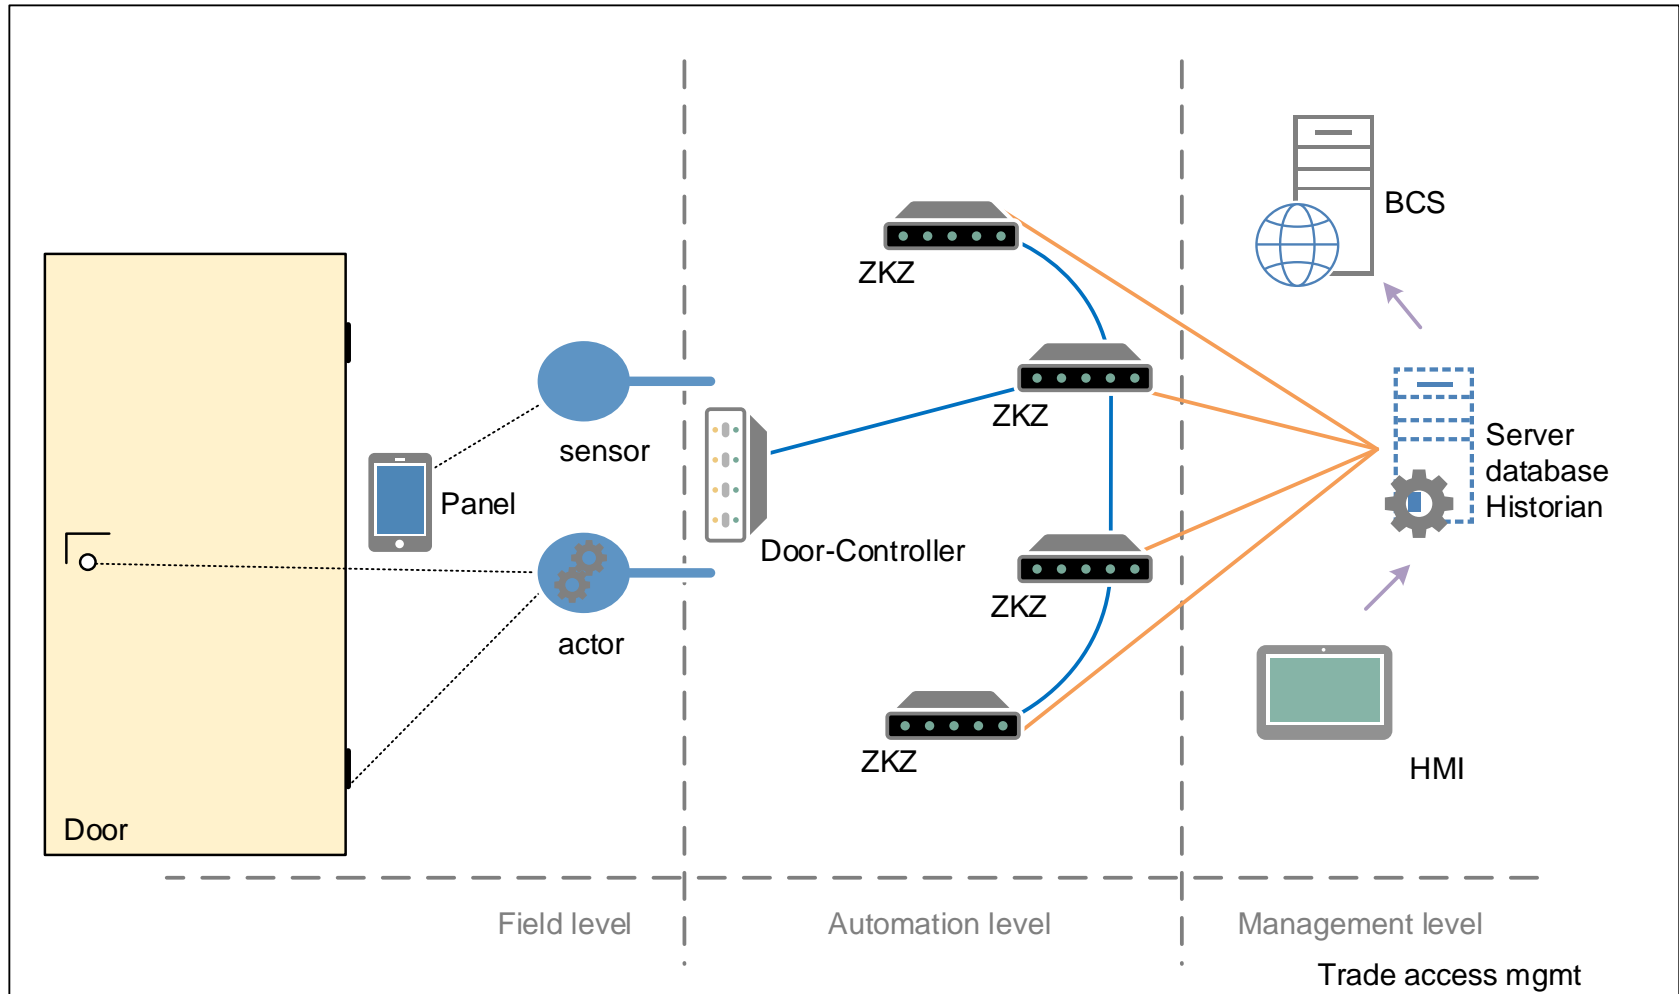 BCS
ZKZ
ZKZ
sensor
Server
database
Historian
Panel
Door-Controller
ZKZ
actor
ZKZ
HMI
Door
Field level
Automation level
Management level
Trade access mgmt